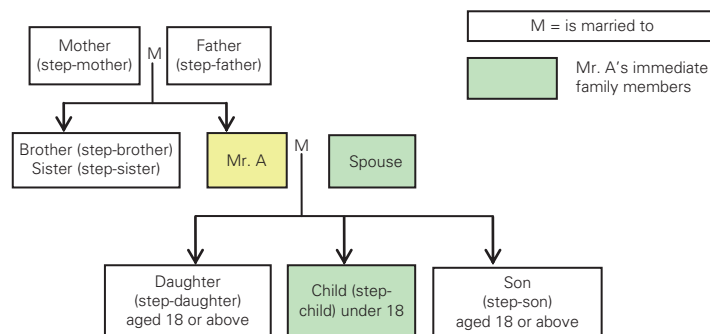 Mother
(step-mother)
M
Father
(step-father)
M = is married to
Mr. A's immediate
family members
Brother (step-brother)
Sister (step-sister)
Mr. A
M
Spouse
Daughter
(step-daughter)
aged 18 or above
Child (step-
child) under 18
Son
(step-son)
aged 18 or above